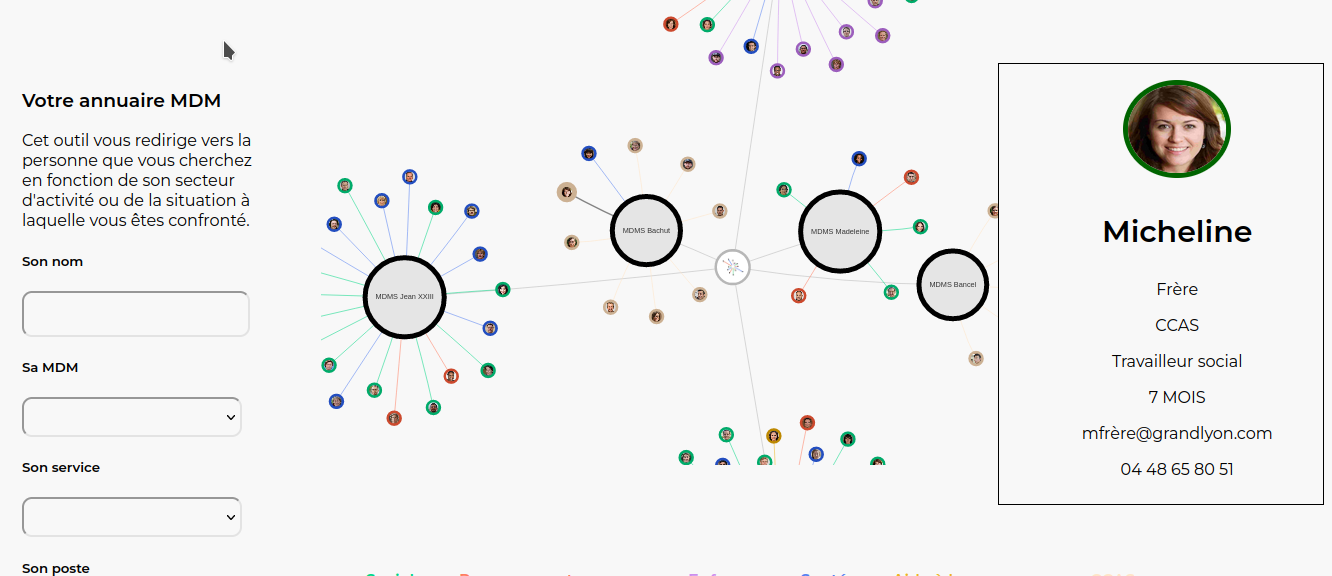 Votre annuaire MDM
Cet outil vous redirige vers la
personne que vous cherchez
en fonction de son secteur
d'activité ou de la situation à
laquelle vous êtes confronté.
Son nom
Sa MDM
Son service
Son poste
MDMS Jean XXIII
MDMS Bachut
MDMS Madeleine
MDMS Bancel
Micheline
Frère
CCAS
Travailleur social
7 MOIS
mfrère@grandlyon.com
04 48 65 80 51